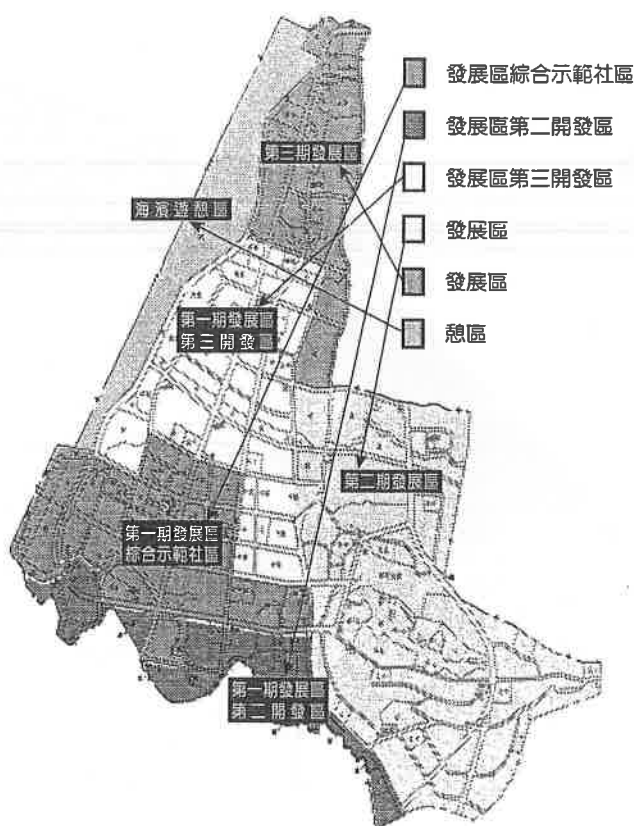 發展區綜合示範社區
發展區第二開發區
第三期發展區
發展區第三開發區
海濱遊憩區
發展區
發展區
第一期發展區
第三開發區
憩區
第二期發展區
第一期發展區
綜合示範社區
第一期發展區
第二開發區